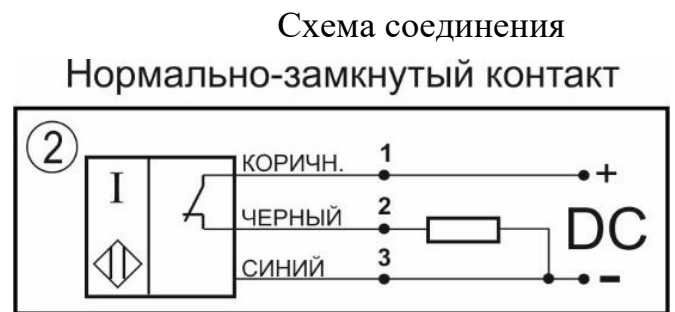 Схема соединения
Нормально-замкнутый контакт
2
I
КОРИЧН. 1 +
ЧЕРНЫЙ 2 DC
СИНИЙ 3 -